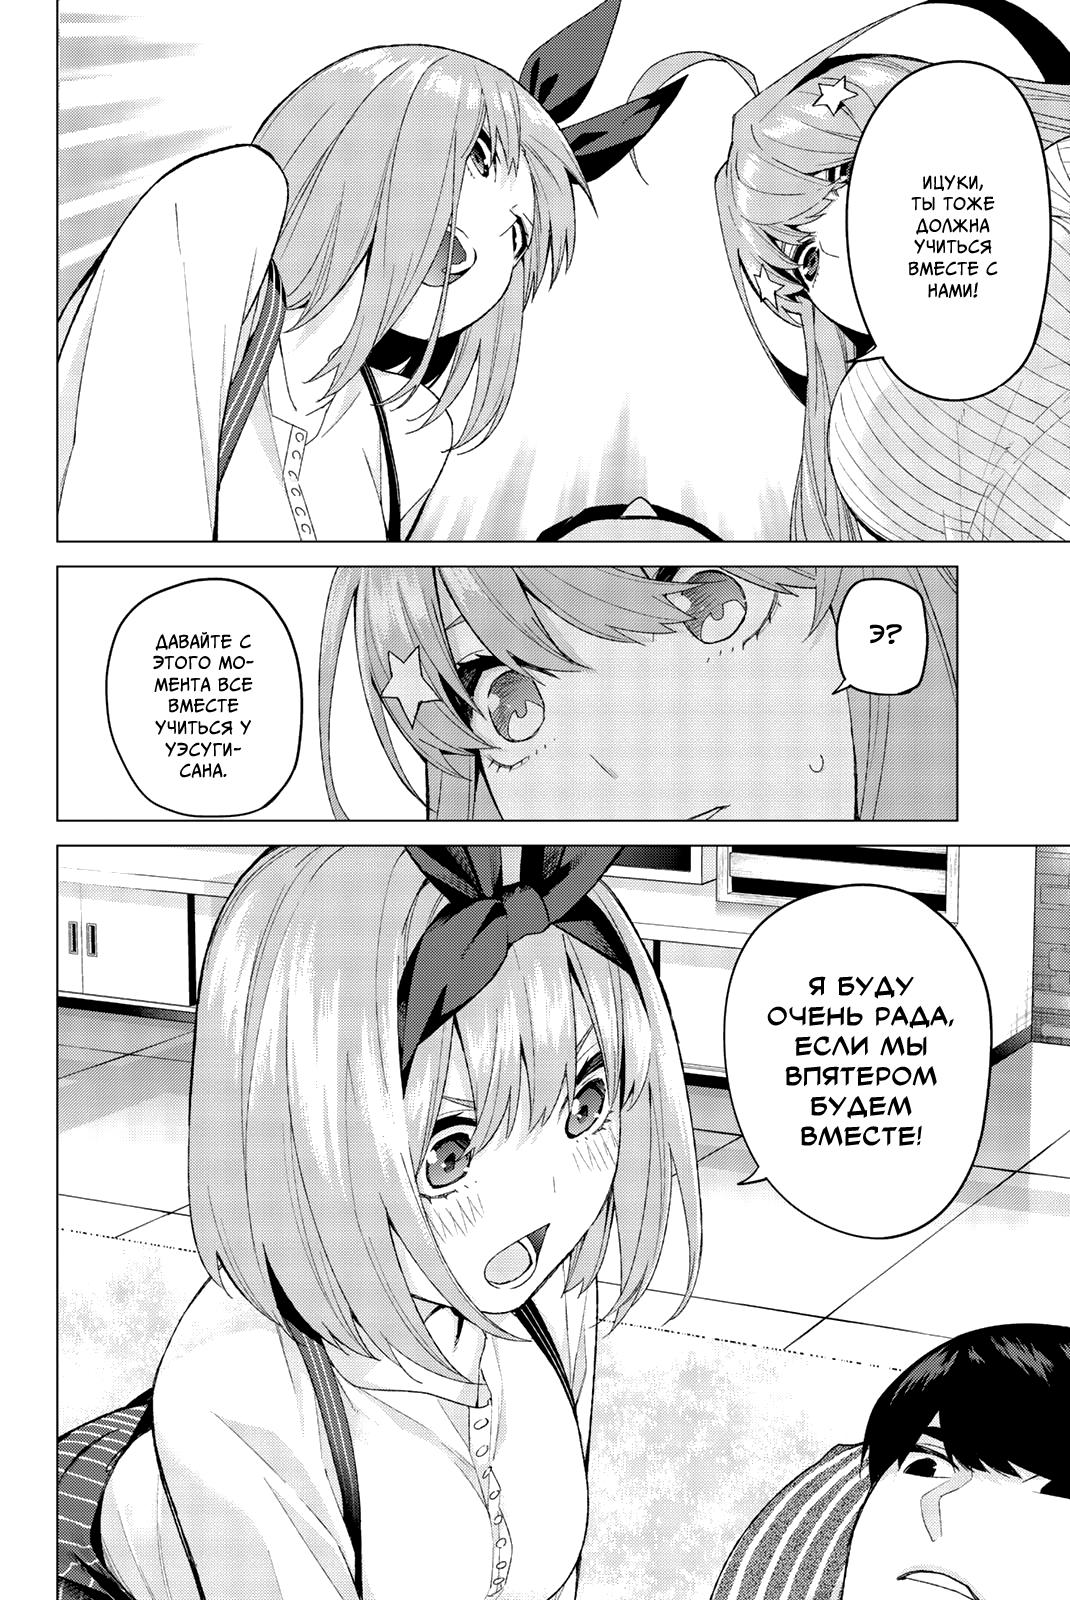 ИЦУКИ,
ТЫ ТОЖЕ
ДОЛЖНА
УЧИТЬСЯ
ВМЕСТЕ С
НАМИ!
Э?
ДАВАЙТЕ С
ЭТОГО МО-
МЕНТА ВСЕ
ВМЕСТЕ
УЧИТЬСЯ У
УЭСУГИ-
САНА.
Я БУДУ
ОЧЕНЬ РАДА,
ЕСЛИ МЫ
ВПЯТЕРОМ
БУДЕМ
ВМЕСТЕ!